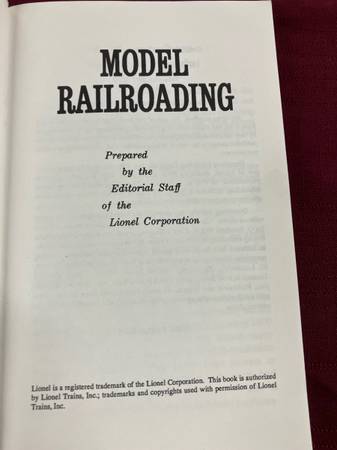 MODEL
RAILROADING
Prepared
by the
Editorial Staff
of the
Lionel Corporation
Lionel is a registered trademark of the Lionel Corporation. This book is authorized
by Lionel Trains, Inc.; trademarks and copyrights used with permission of Lionel
Trains, Inc.